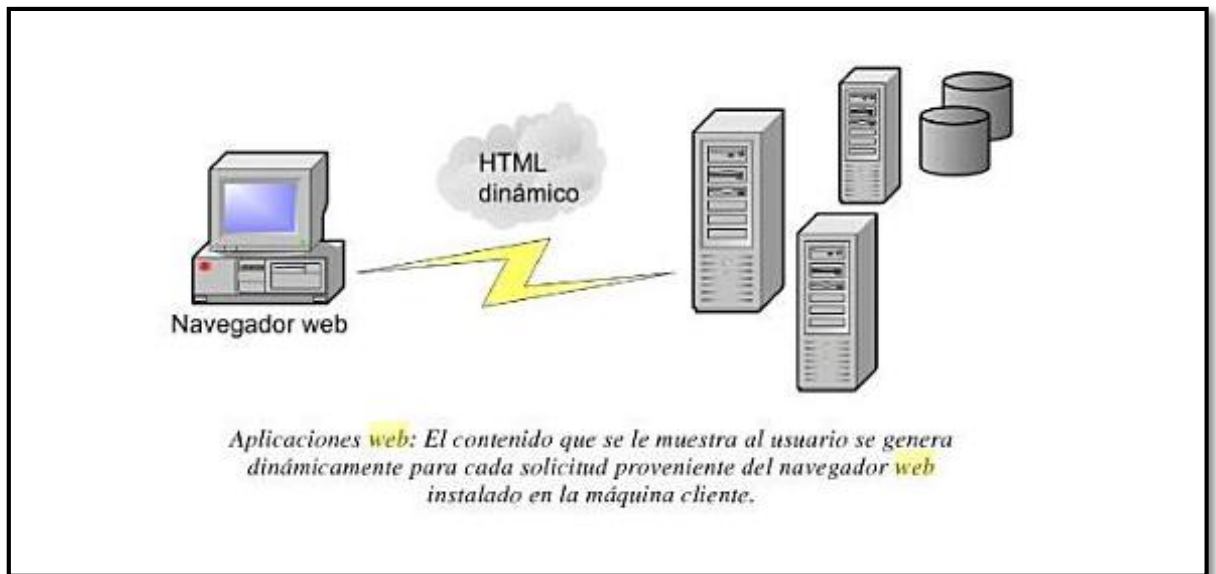 HTML
dinámico
Navegador web
Aplicaciones web: El contenido que se le muestra al usuario se genera
dinámicamente para cada solicitud proveniente del navegador web
instalado en la máquina cliente.